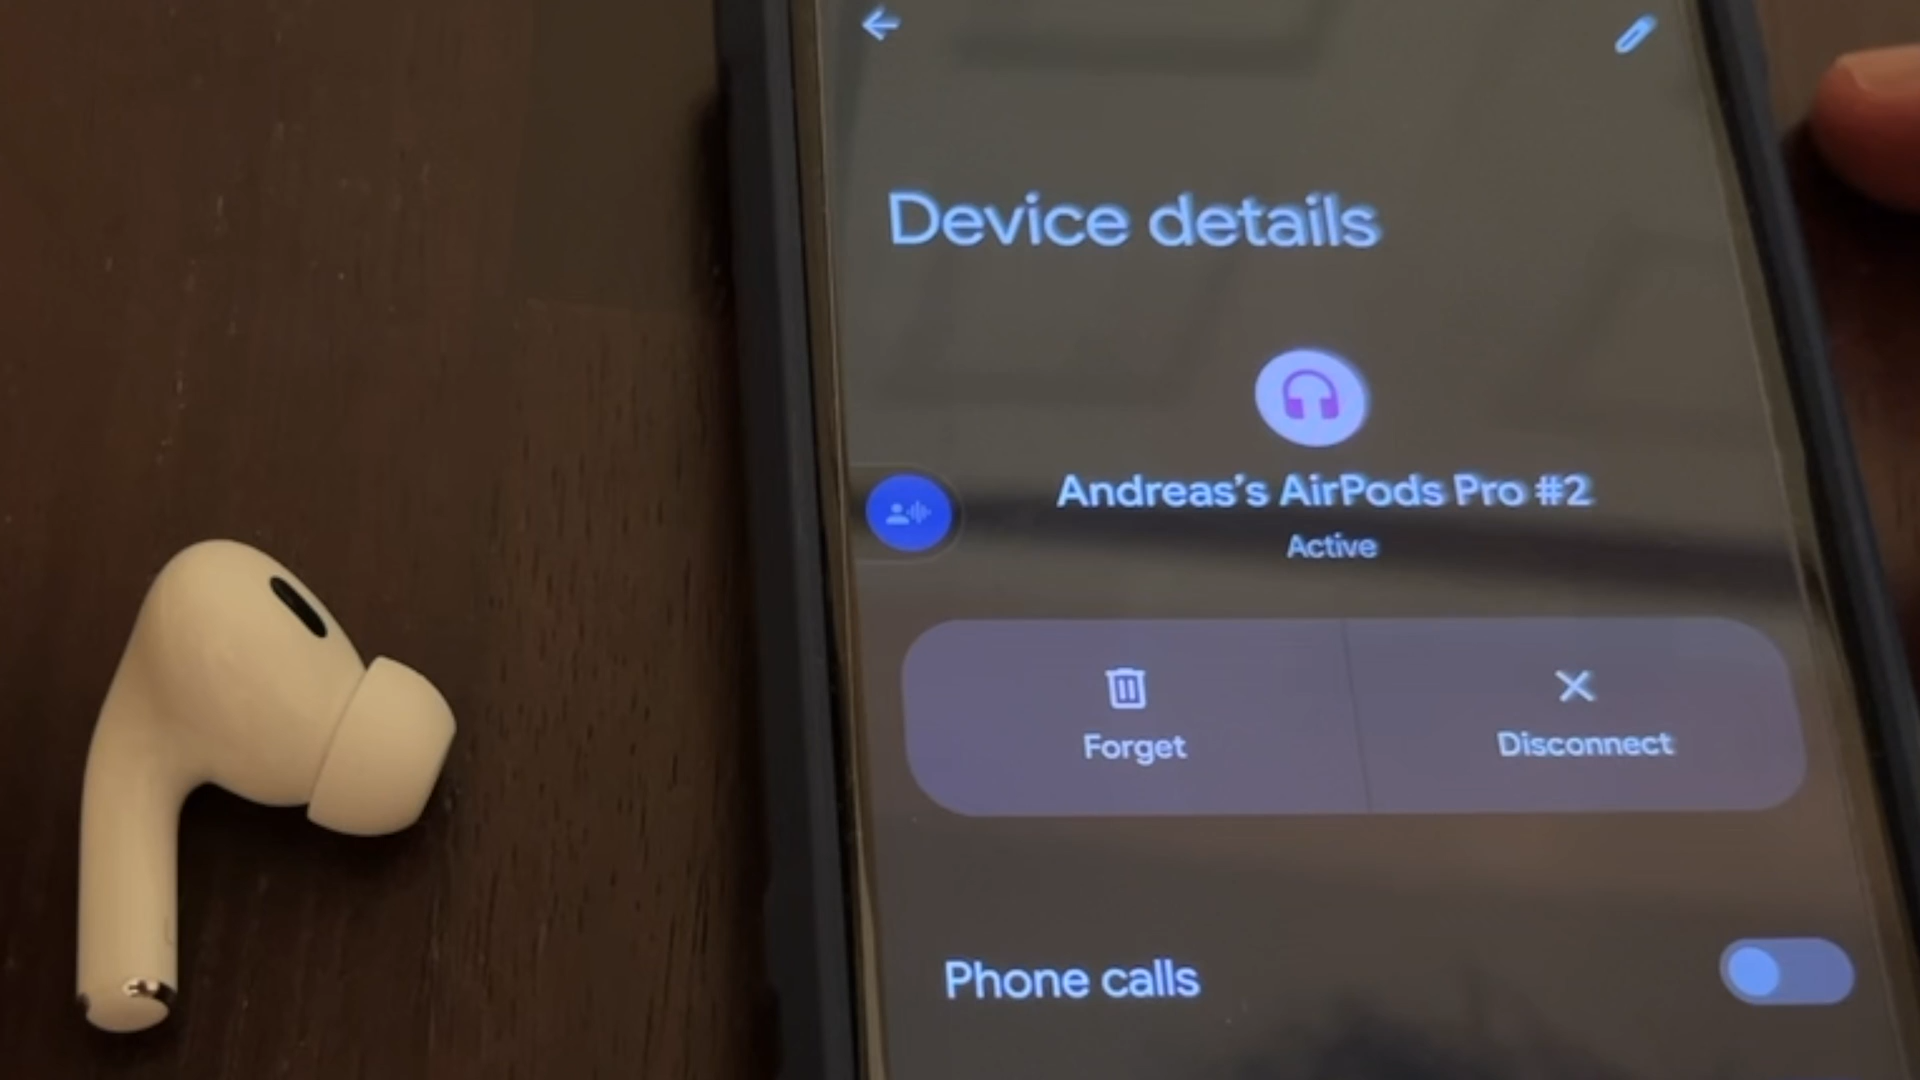 Device details
Andreas’s AirPods Pro #2
Active
Forget
Disconnect
Phone calls